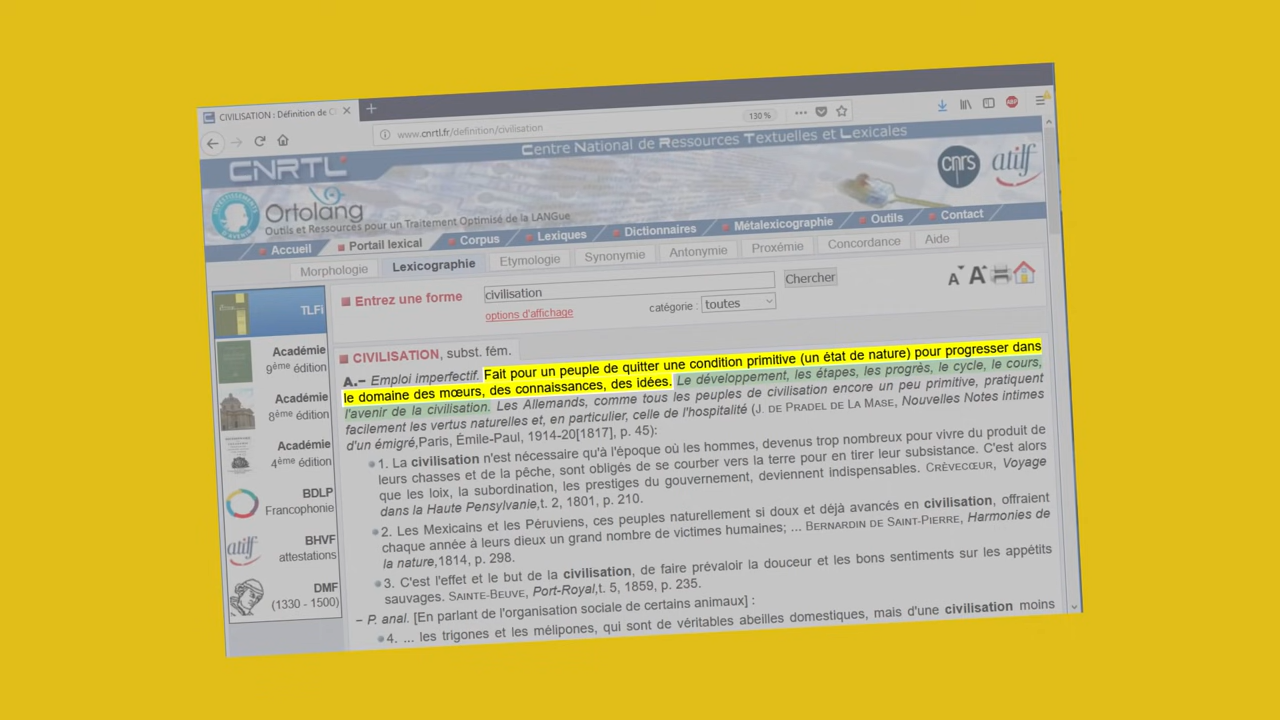 CIVILISATION : Définition de C
130 %
www.cnrtl.fr/definition/civilisation
ABP
CNRTL
Centre National de Ressources Textuelles et Lexicales
cnrs
atilf
Ortolang
Outils et Ressources pour un Traitement Optimisé de la LANGue
Accueil
Portail lexical
Corpus
Lexiques
Dictionnaires
Métalexicographie
Outils
Contact
Morphologie
Lexicographie
Etymologie
Synonymie
Antonymie
Proxémie
Concordance
Aide
Entrez une forme
civilisation
Chercher
options d'affichage
catégorie :
toutes
A
A
TLFi
Académie
9ème édition
Académie
8ème édition
Académie
4ème édition
BDLP
Francophonie
atilf
BHVF
attestations
DMF
(1330 - 1500)
CIVILISATION, subst. fém.
A.− Emploi imperfectif. Fait pour un peuple de quitter une condition primitive (un état de nature) pour progresser dans
le domaine des mœurs, des connaissances, des idées. Le développement, les étapes, les progrès, le cycle, le cours,
l'avenir de la civilisation. Les Allemands, comme tous les peuples de civilisation encore un peu primitive, pratiquent
facilement les vertus naturelles et, en particulier, celle de l'hospitalité (J. DE PRADEL DE LA MASE, Nouvelles Notes intimes
d'un émigré,Paris, Émile-Paul, 1914-20[1817], p. 45):
1. La civilisation n'est nécessaire qu'à l'époque où les hommes, devenus trop nombreux pour vivre du produit de
leurs chasses et de la pêche, sont obligés de se courber vers la terre pour en tirer leur subsistance. C'est alors
que les loix, la subordination, les prestiges du gouvernement, deviennent indispensables. CRÈVECŒUR, Voyage
dans la Haute Pensylvanie,t. 2, 1801, p. 210.
2. Les Mexicains et les Péruviens, ces peuples naturellement si doux et déjà avancés en civilisation, offraient
chaque année à leurs dieux un grand nombre de victimes humaines; ... BERNARDIN DE SAINT-PIERRE, Harmonies de
la nature,1814, p. 298.
3. C'est l'effet et le but de la civilisation, de faire prévaloir la douceur et les bons sentiments sur les appétits
sauvages. SAINTE-BEUVE, Port-Royal,t. 5, 1859, p. 235.
− P. anal. [En parlant de l'organisation sociale de certains animaux] :
4. ... les trigones et les mélipones, qui sont de véritables abeilles domestiques, mais d'une civilisation moins